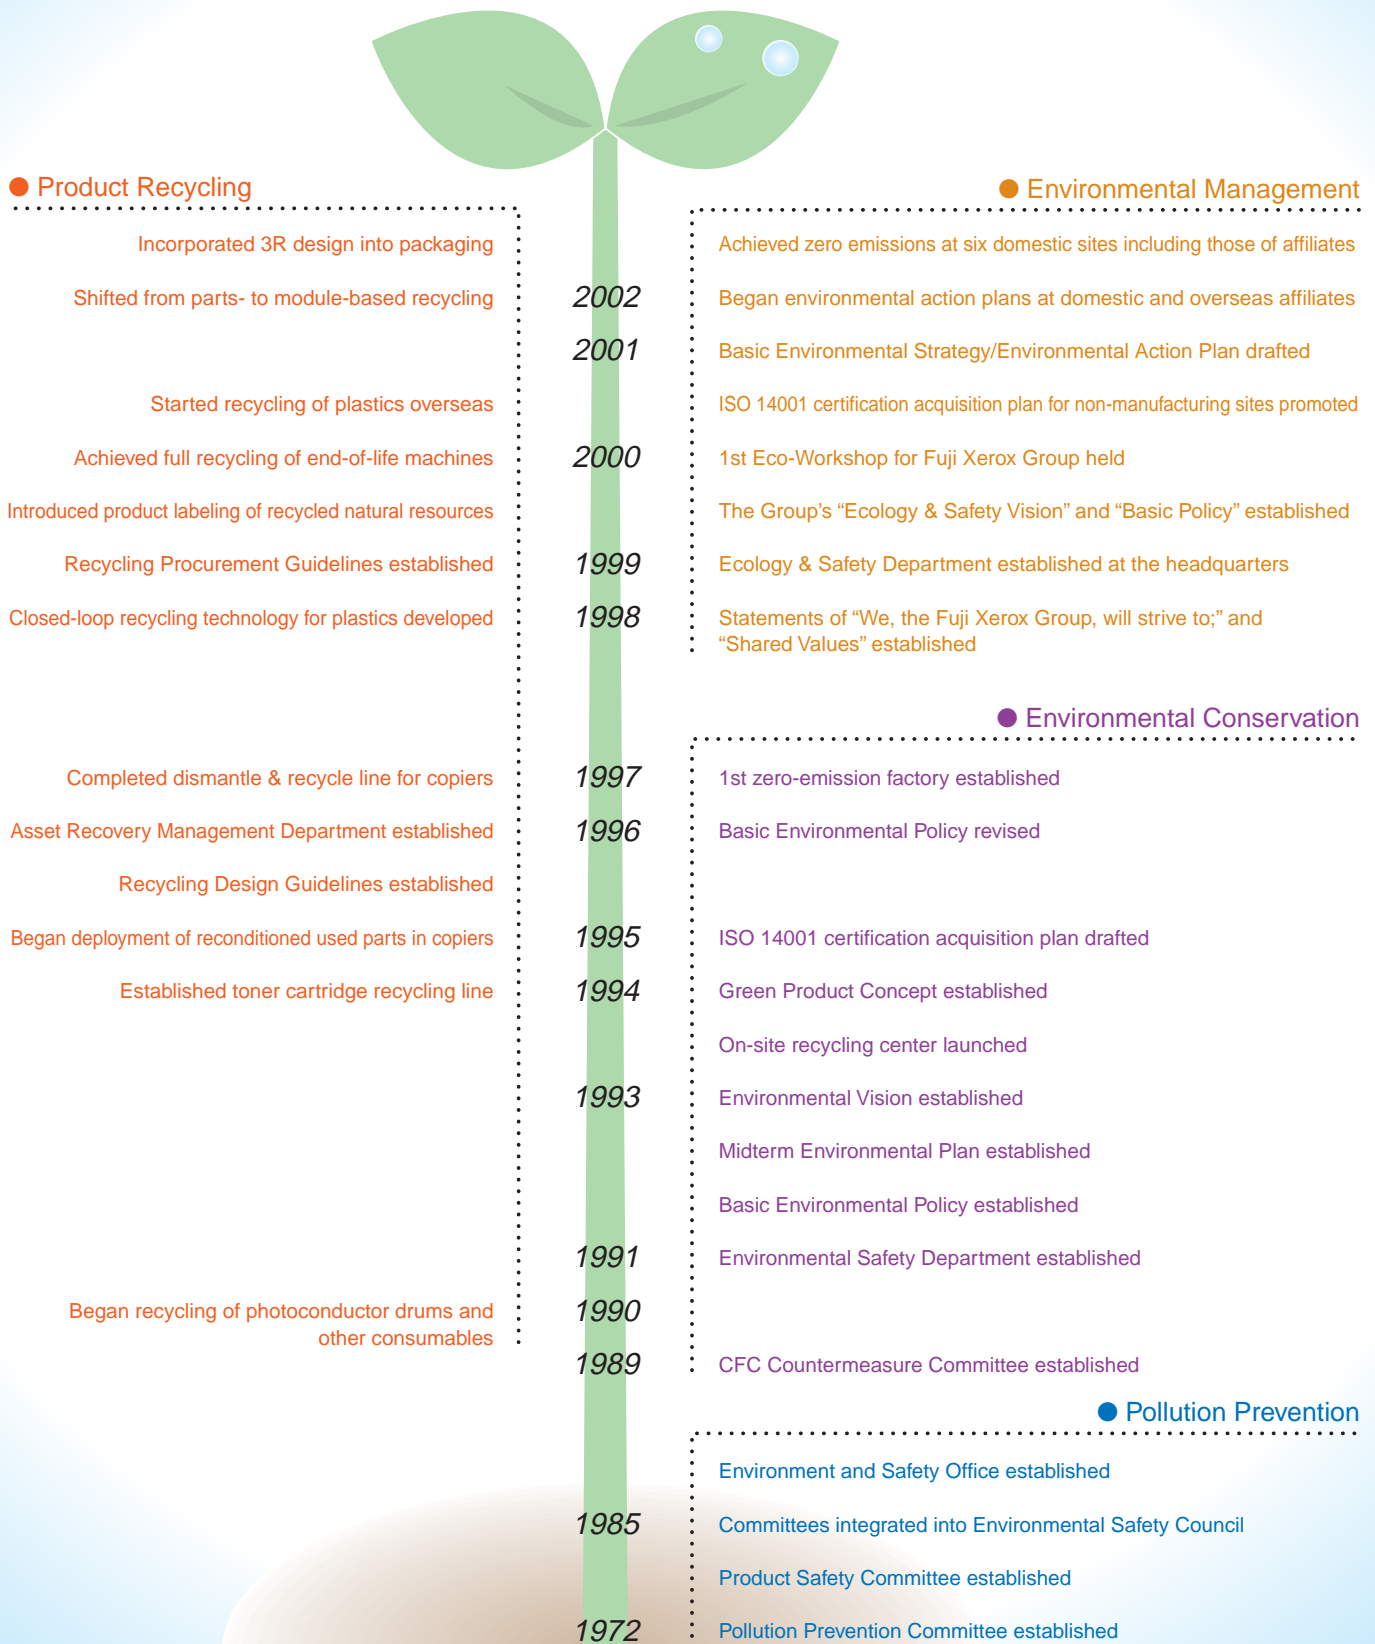 ● Product Recycling
Incorporated 3R design into packaging
Shifted from parts- to module-based recycling
Started recycling of plastics overseas
Achieved full recycling of end-of-life machines
Introduced product labeling of recycled natural resources
Recycling Procurement Guidelines established
Closed-loop recycling technology for plastics developed
Completed dismantle & recycle line for copiers
Asset Recovery Management Department established
Recycling Design Guidelines established
Began deployment of reconditioned used parts in copiers
Established toner cartridge recycling line
Began recycling of photoconductor drums and
other consumables
2002
2001
2000
1999
1998
1997
1996
1995
1994
1993
1991
1990
1989
1985
1972
● Environmental Management
Achieved zero emissions at six domestic sites including those of affiliates
Began environmental action plans at domestic and overseas affiliates
Basic Environmental Strategy/Environmental Action Plan drafted
ISO 14001 certification acquisition plan for non-manufacturing sites promoted
1st Eco-Workshop for Fuji Xerox Group held
The Group’s “Ecology & Safety Vision” and “Basic Policy” established
Ecology & Safety Department established at the headquarters
Statements of “We, the Fuji Xerox Group, will strive to;” and
“Shared Values” established
● Environmental Conservation
1st zero-emission factory established
Basic Environmental Policy revised
ISO 14001 certification acquisition plan drafted
Green Product Concept established
On-site recycling center launched
Environmental Vision established
Midterm Environmental Plan established
Basic Environmental Policy established
Environmental Safety Department established
CFC Countermeasure Committee established
● Pollution Prevention
Environment and Safety Office established
Committees integrated into Environmental Safety Council
Product Safety Committee established
Pollution Prevention Committee established